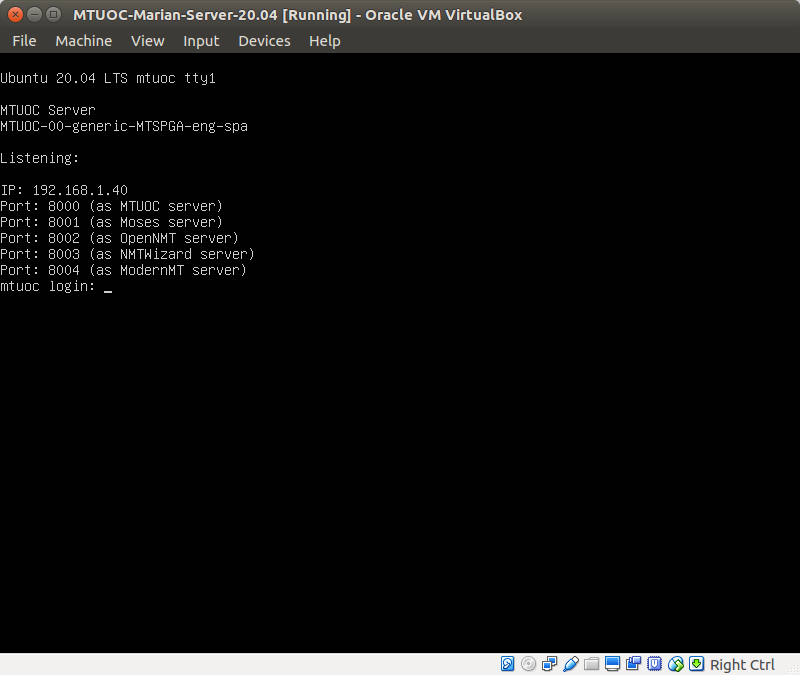 MTUOC-Marian-Server-20.04 [Running] - Oracle VM VirtualBox
File Machine View Input Devices Help
Ubuntu 20.04 LTS mtuoc tty1
MTUOC Server
MTUOC-00-generic-MTSPGA-eng-spa
Listening:
IP: 192.168.1.40
Port: 8000 (as MTUOC server)
Port: 8001 (as Moses server)
Port: 8002 (as OpenNMT server)
Port: 8003 (as NMTWizard server)
Port: 8004 (as ModernMT server)
mtuoc login: _
Right Ctrl